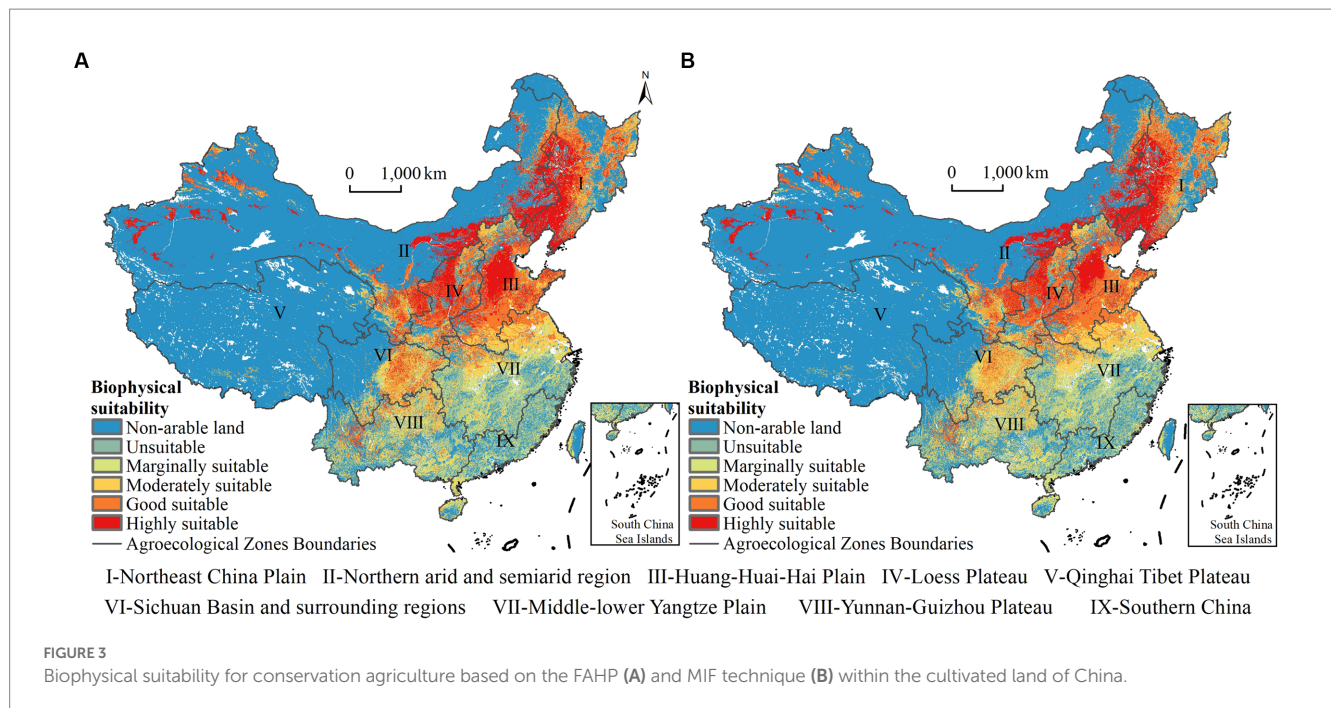 A
B
N
0 1,000 km
0 1,000 km
I
II
III
IV
V
VI
VII
VIII
IX
Biophysical
suitability
Non-arable land
Unsuitable
Marginally suitable
Moderately suitable
Good suitable
Highly suitable
Agroecological Zones Boundaries
South China
Sea Islands
I
II
III
IV
V
VI
VII
VIII
IX
Biophysical
suitability
Non-arable land
Unsuitable
Marginally suitable
Moderately suitable
Good suitable
Highly suitable
Agroecological Zones Boundaries
South China
Sea Islands
I-Northeast China Plain II-Northern arid and semiarid region III-Huang-Huai-Hai Plain IV-Loess Plateau V-Qinghai Tibet Plateau
VI-Sichuan Basin and surrounding regions VII-Middle-lower Yangtze Plain VIII-Yunnan-Guizhou Plateau IX-Southern China
FIGURE 3
Biophysical suitability for conservation agriculture based on the FAHP (A) and MIF technique (B) within the cultivated land of China.